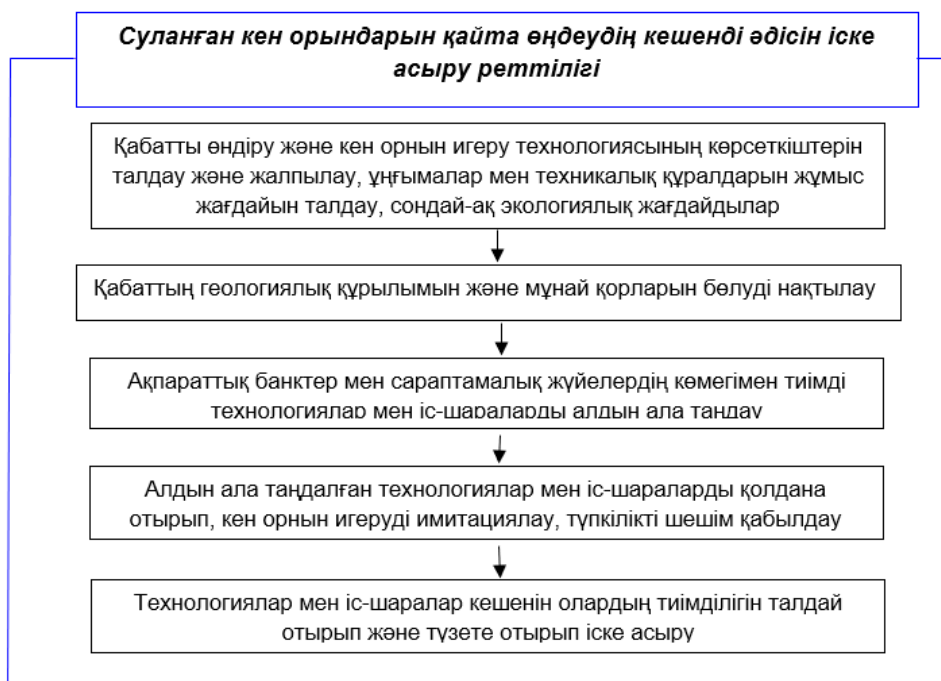 Суланған кен орындарын қайта өңдеудің кешенді әдісін іске
асыру реттілігі
Қабатты өндіру және кен орнын игеру технологиясының көрсеткіштерін
талдау және жалпылау, ұңғымалар мен техникалық құралдарын жұмыс
жағдайын талдау, сондай-ақ экологиялық жағдайдылар
Қабаттың геологиялық құрылымын және мұнай қорларын бөлуді нақтылау
Ақпараттық банктер мен сараптамалық жүйелердің көмегімен тиімді
технологиялар мен іс-шараларды алдын ала таңдау
Алдын ала таңдалған технологиялар мен іс-шараларды қолдана
отырып, кен орнын игеруді имитациялау, түпкілікті шешім қабылдау
Технологиялар мен іс-шаралар кешенін олардың тиімділігін талдай
отырып және түзете отырып іске асыру